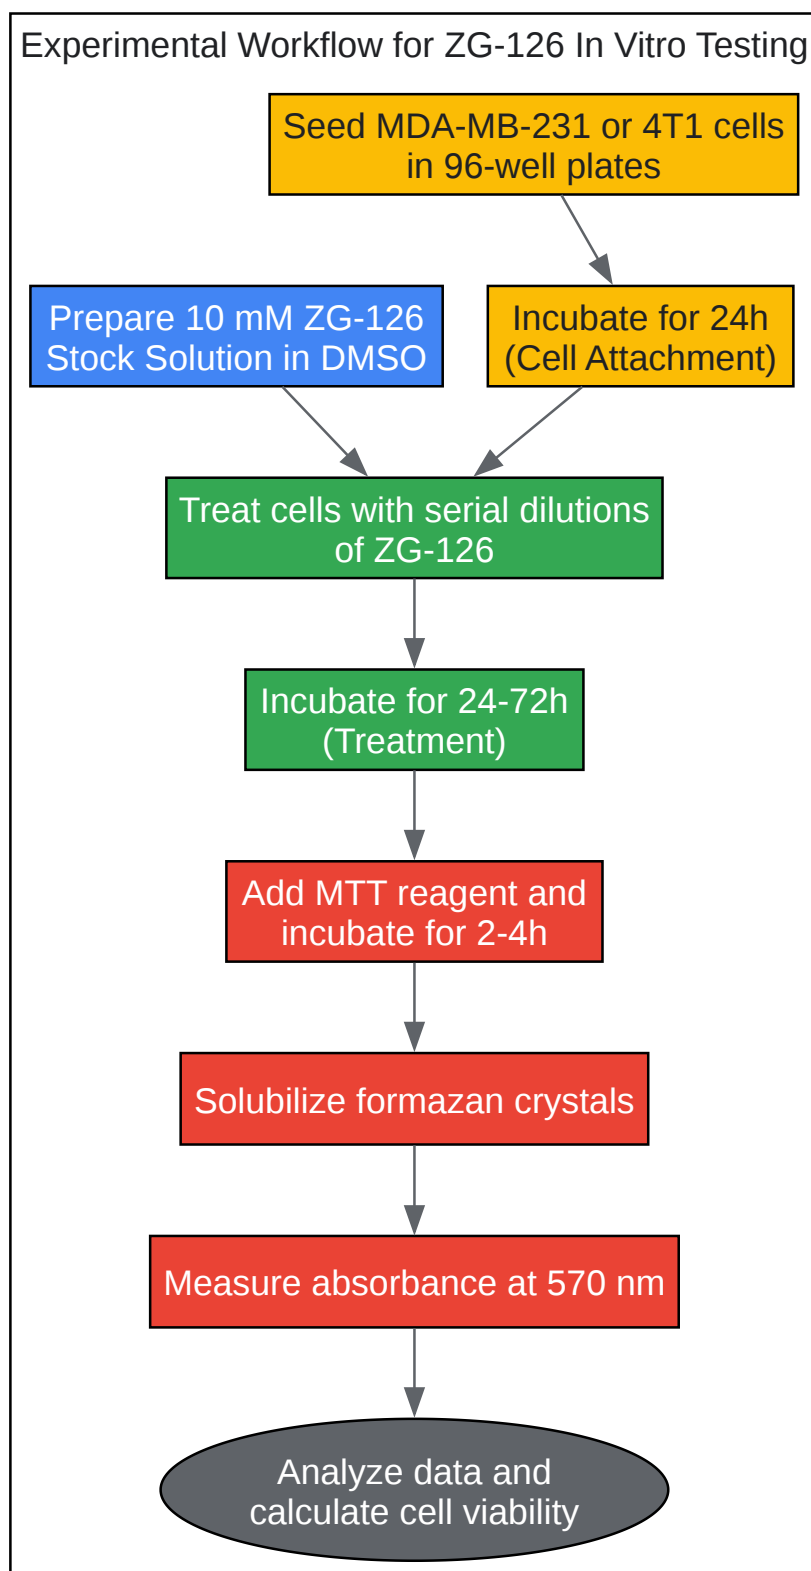 Experimental Workflow for ZG-126 In Vitro Testing
Seed MDA-MB-231 or 4T1 cells
in 96-well plates
Prepare 10 mM ZG-126
Stock Solution in DMSO
Incubate for 24h
(Cell Attachment)
Treat cells with serial dilutions
of ZG-126
Incubate for 24-72h
(Treatment)
Add MTT reagent and
incubate for 2-4h
Solubilize formazan crystals
Measure absorbance at 570 nm
Analyze data and
calculate cell viability